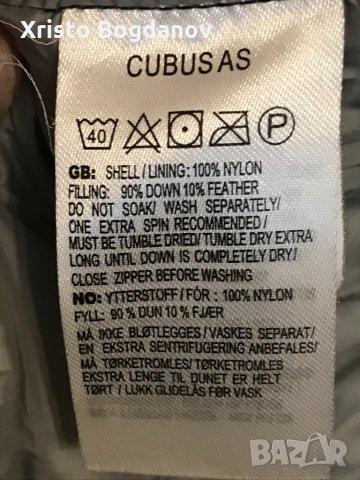 Xristo Bogdanov
CUBUS AS
40 P
GB: SHELL / LINING: 100% NYLON
FILLING: 90% DOWN 10% FEATHER
DO NOT SOAK/ WASH SEPARATELY/
ONE EXTRA SPIN RECOMMENDED/
MUST BE TUMBLE DRIED/ TUMBLE DRY EXTRA
LONG UNTIL DOWN IS COMPLETELY DRY/
CLOSE ZIPPER BEFORE WASHING
NO: YTTERSTOFF / FÓR : 100% NYLON
FYLL: 90 % DUN 10 % FJÆR
MÅ IKKE BLØTLEGGES / VASKES SEPARAT/
EN EKSTRA SENTRIFUGERING ANBEFALES/
MÅ TØRKETROMLES/ TØRKETROMLES
EKSTRA LENGE TIL DUNET ER HELT
TØRT / LUKK GLIDELÅS FØR VASK
BAZAR
bg